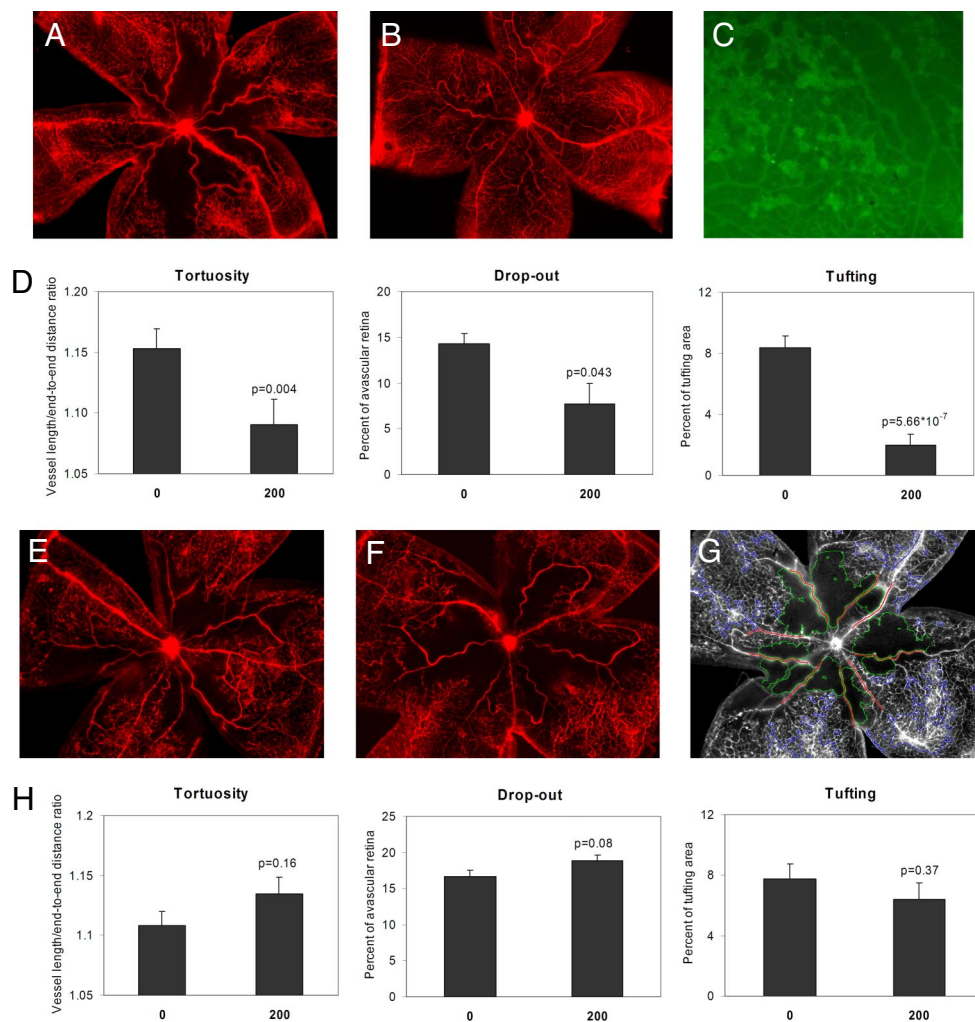 A
B
C
D
Tortuosity
Vessel length/end-to-end distance ratio
1.20
1.15
1.10
1.05
p=0.004
0
200
Drop-out
Percent of avascular retina
20
15
10
5
0
p=0.043
0
200
Tufting
Percent of tufting area
12
8
4
0
p=5.66*10-7
0
200
E
F
G
H
Tortuosity
Vessel length/end-to-end distance ratio
1.2
1.15
1.1
1.05
p=0.16
0
200
Drop-out
Percent of avascular retina
25
20
15
10
5
0
p=0.08
0
200
Tufting
Percent of tufting area
12
8
4
0
p=0.37
0
200